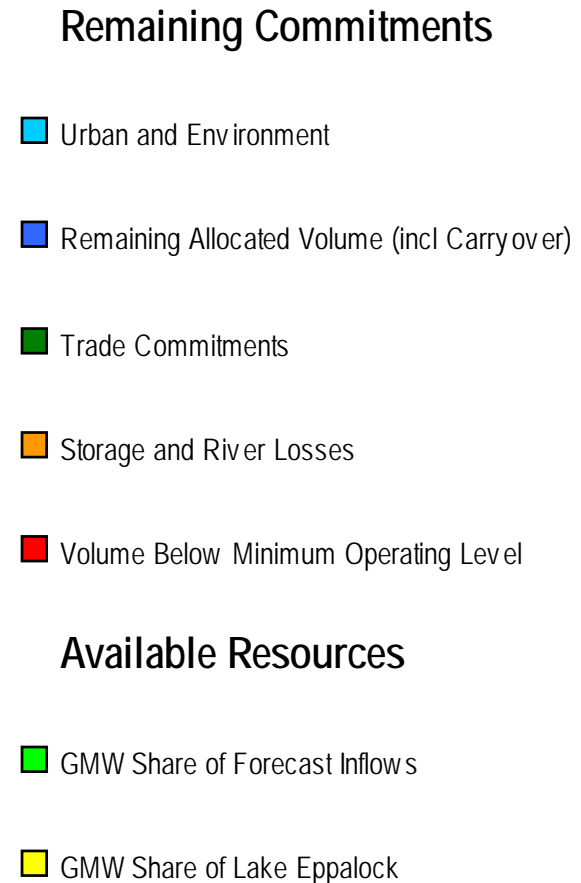 Remaining Commitments
Urban and Environment
Remaining Allocated Volume (incl Carryover)
Trade Commitments
Storage and River Losses
Volume Below Minimum Operating Level
Available Resources
GMW Share of Forecast Inflows
GMW Share of Lake Eppalock